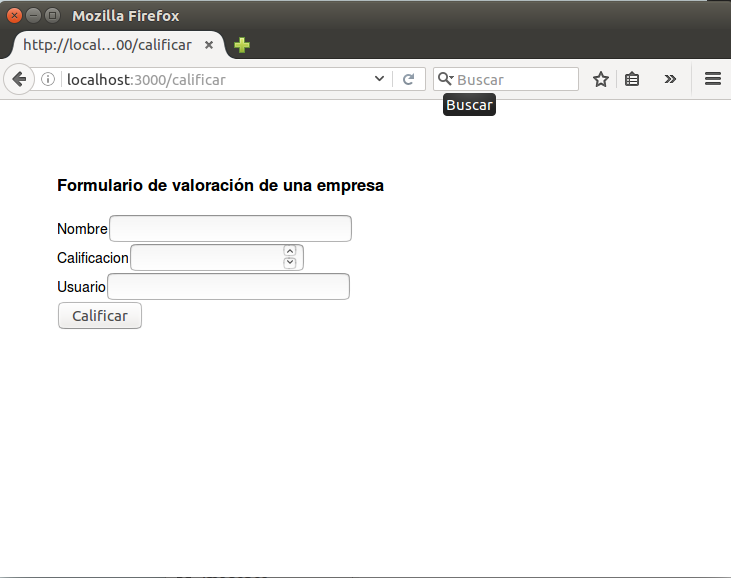 Mozilla Firefox
http://local...00/calificar
localhost:3000/calificar
Buscar
Buscar
Formulario de valoración de una empresa
Nombre
Calificacion
Usuario
Calificar